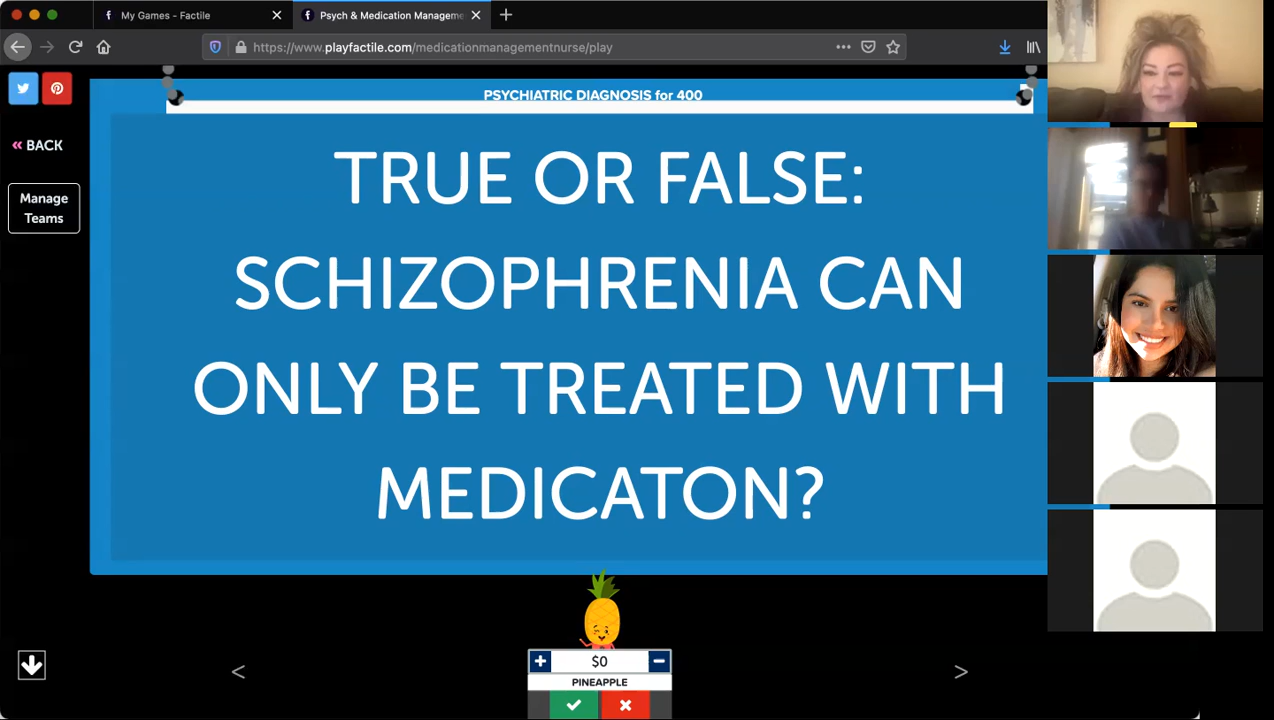 My Games - Factile
Psych & Medication Manageme
https://www.playfactile.com/medicationmanagementnurse/play
PSYCHIATRIC DIAGNOSIS for 400
« BACK
Manage
Teams
TRUE OR FALSE:
SCHIZOPHRENIA CAN
ONLY BE TREATED WITH
MEDICATON?
< >
+ $0 −
PINEAPPLE